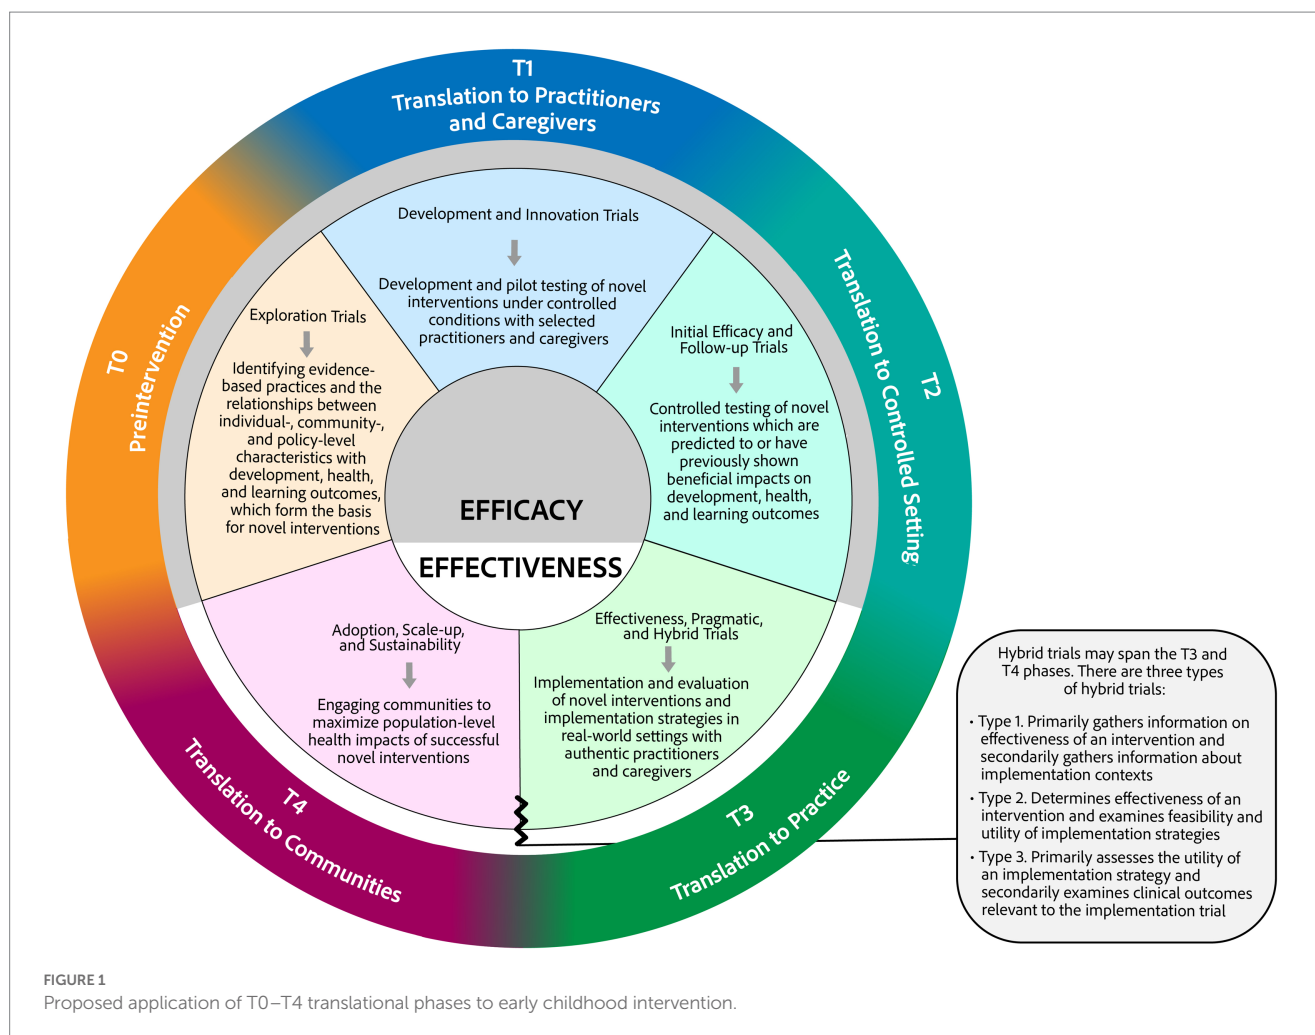 T1
Translation to Practitioners
and Caregivers
Development and Innovation Trials
Development and pilot testing of novel
interventions under controlled
conditions with selected
practitioners and caregivers
T2
Translation to Controlled Setting
Initial Efficacy and
Follow-up Trials
Controlled testing of novel
interventions which are
predicted to or have
previously shown
beneficial impacts on
development, health,
and learning outcomes
T0
Preintervention
Exploration Trials
Identifying evidence-
based practices and the
relationships between
individual-, community-,
and policy-level
characteristics with
development, health,
and learning outcomes,
which form the basis
for novel interventions
EFFICACY
EFFECTIVENESS
Adoption, Scale-up,
and Sustainability
Engaging communities to
maximize population-level
health impacts of successful
novel interventions
T4
Translation to Communities
Effectiveness, Pragmatic,
and Hybrid Trials
Implementation and evaluation
of novel interventions and
implementation strategies in
real-world settings with
authentic practitioners
and caregivers
T3
Translation to Practice
Hybrid trials may span the T3 and
T4 phases. There are three types
of hybrid trials:
• Type 1. Primarily gathers information on
effectiveness of an intervention and
secondarily gathers information about
implementation contexts
• Type 2. Determines effectiveness of an
intervention and examines feasibility and
utility of implementation strategies
• Type 3. Primarily assesses the utility of
an implementation strategy and
secondarily examines clinical outcomes
relevant to the implementation trial
FIGURE 1
Proposed application of T0–T4 translational phases to early childhood intervention.